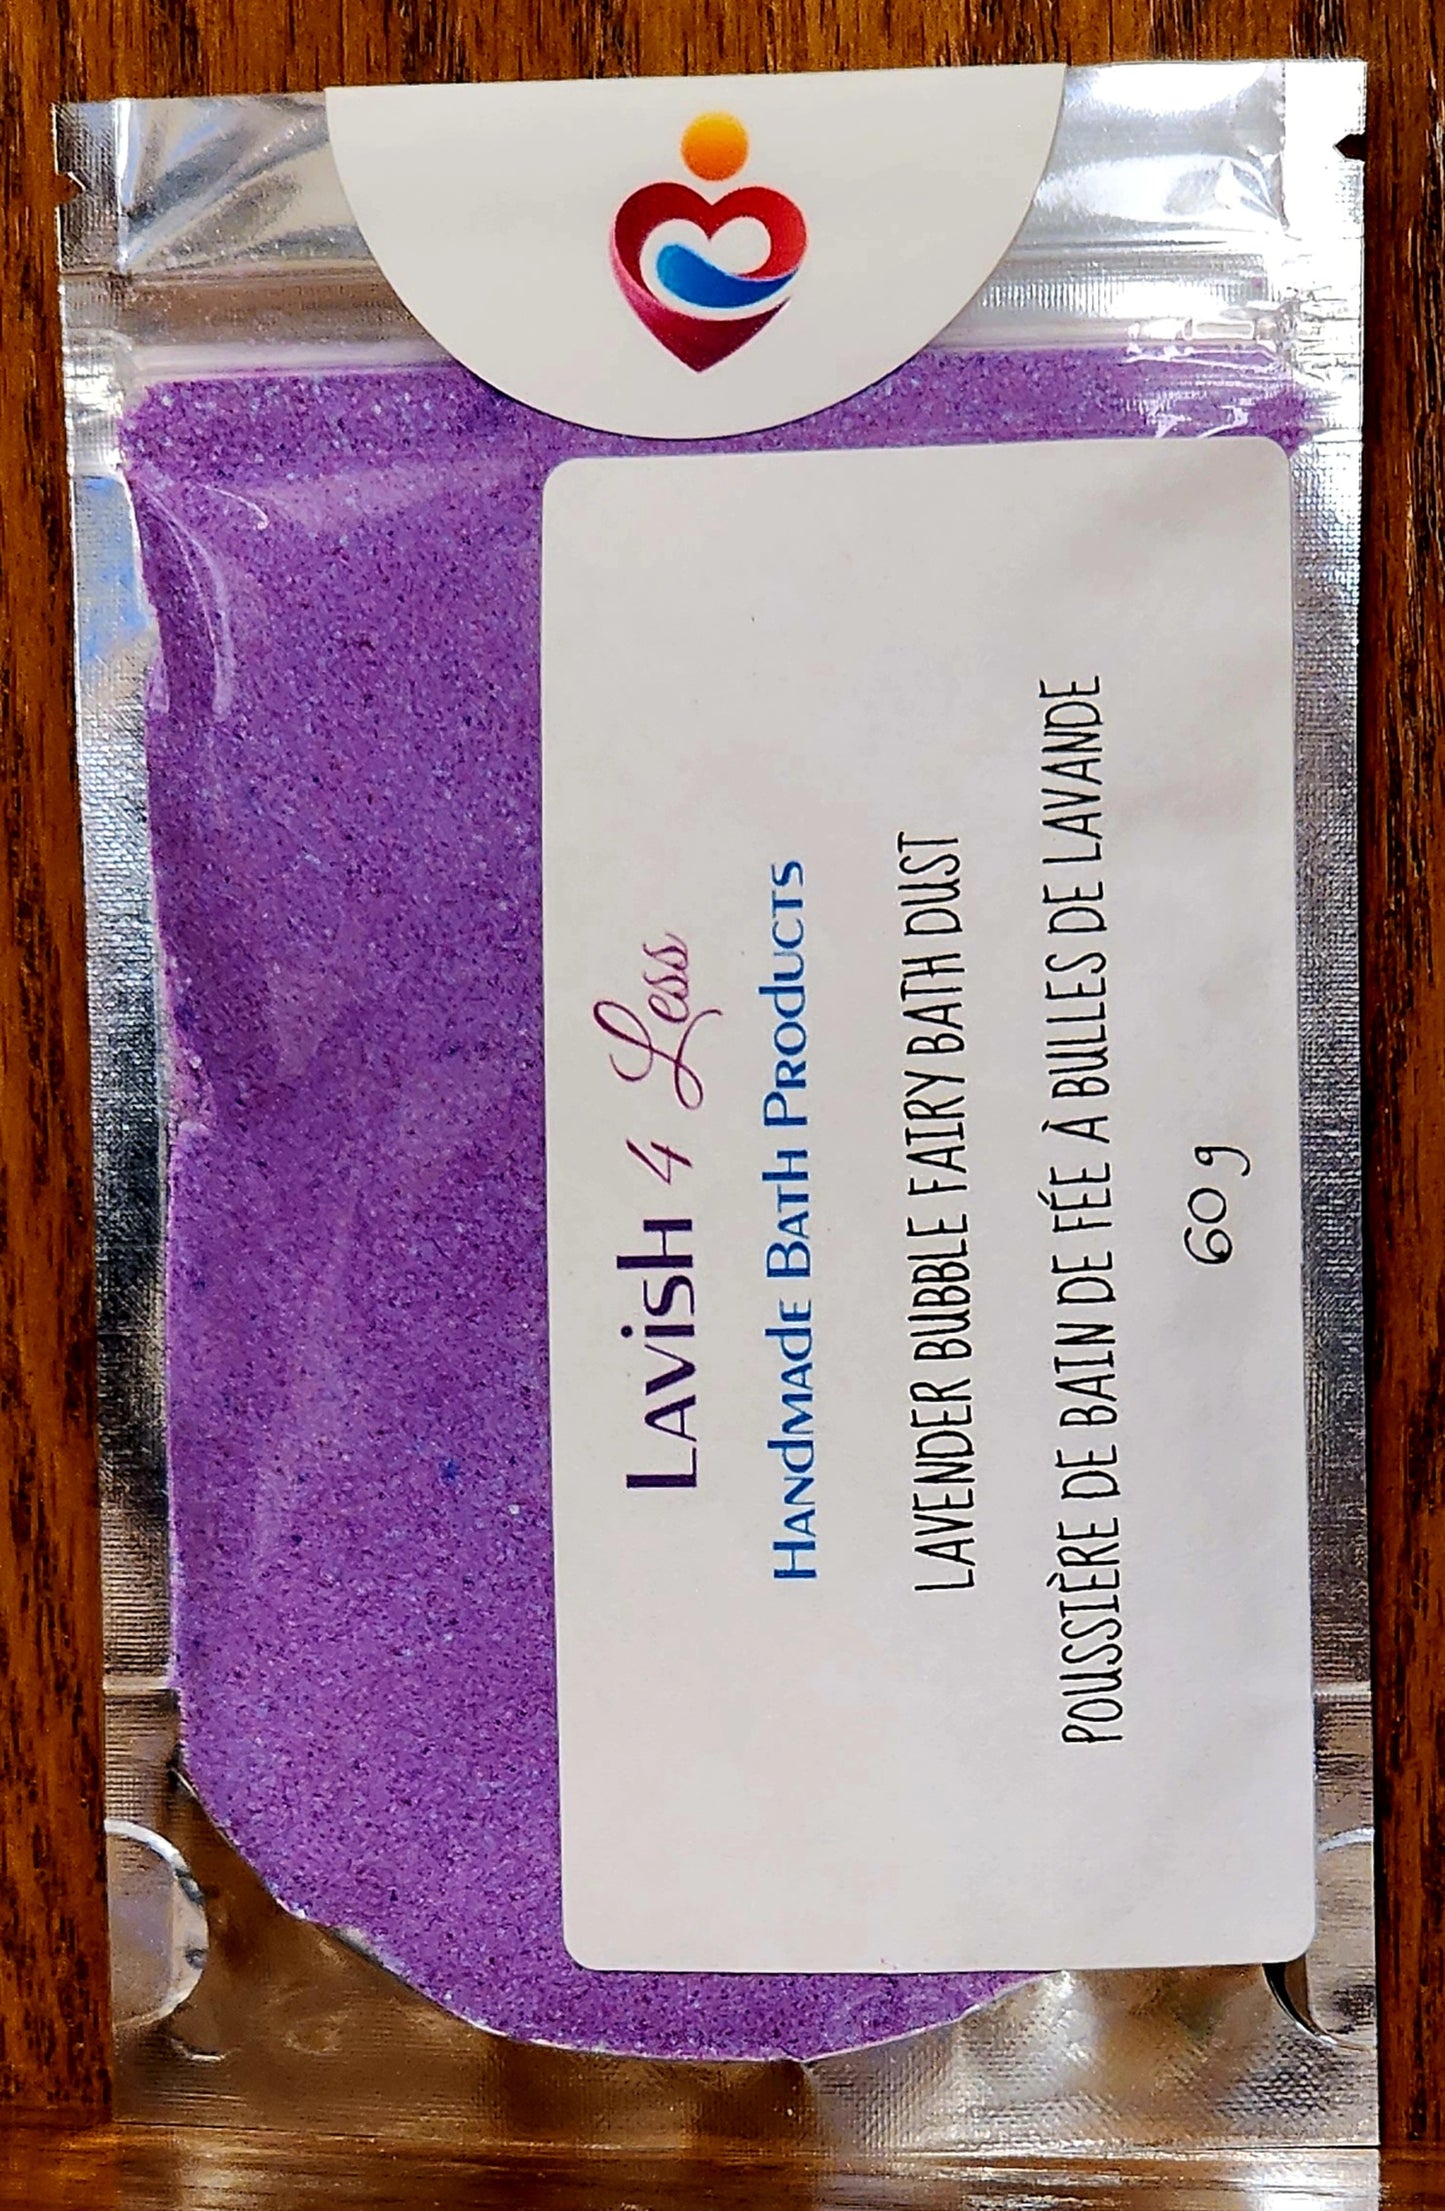 Lavish 4 Less
Handmade Bath Products
LAVENDER BUBBLE FAIRY BATH DUST
POUSSIÈRE DE BAIN DE FÉE À BULLES DE LAVANDE
60 g